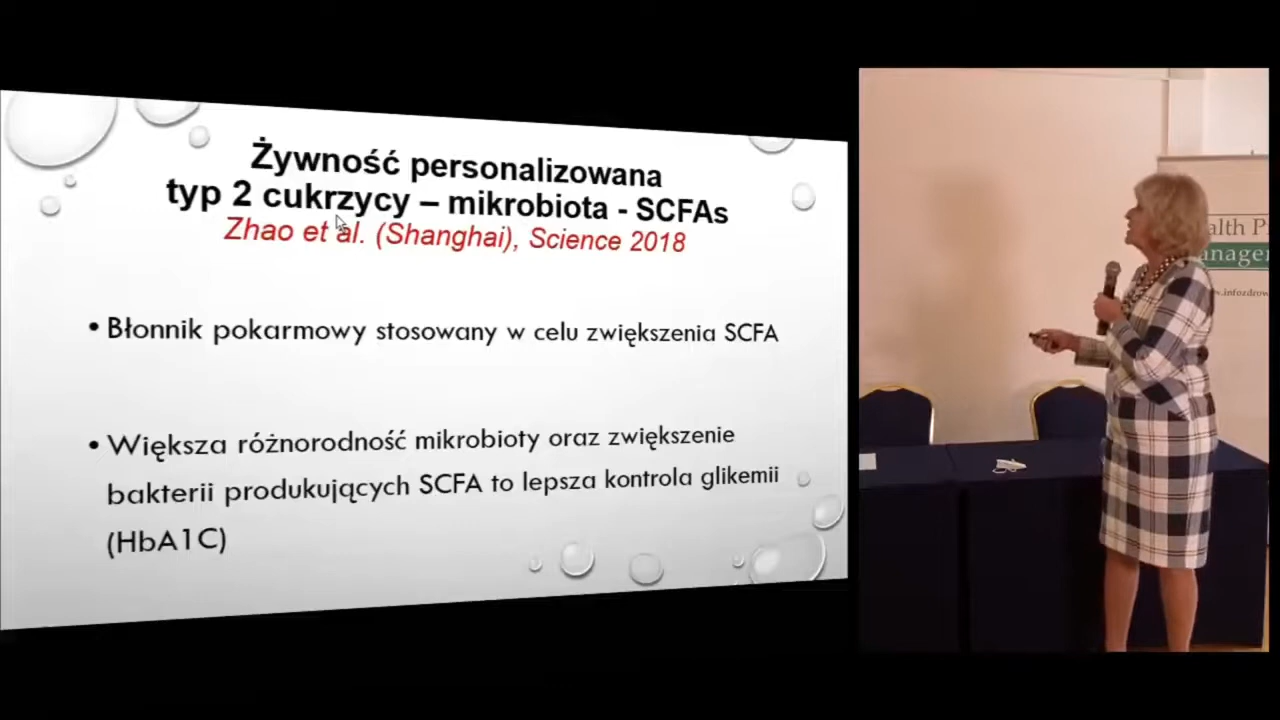 Żywność personalizowana
typ 2 cukrzycy – mikrobiota - SCFAs
Zhao et al. (Shanghai), Science 2018
• Błonnik pokarmowy stosowany w celu zwiększenia SCFA
• Większa różnorodność mikrobioty oraz zwiększenie
bakterii produkujących SCFA to lepsza kontrola glikemii
(HbA1C)